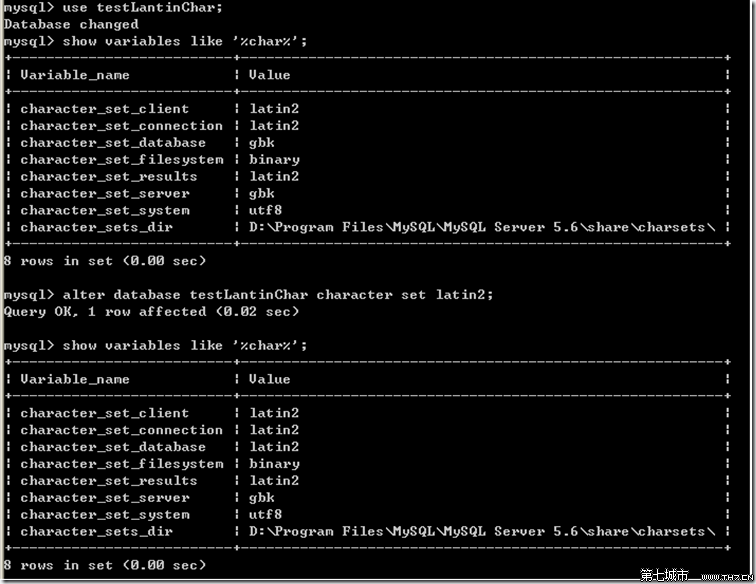 mysql> use testLantinChar;
Database changed
mysql> show variables like '%char%';
+--------------------------+-----------------------------------------------------+
| Variable_name            | Value                                               |
+--------------------------+-----------------------------------------------------+
| character_set_client     | latin2                                              |
| character_set_connection | latin2                                              |
| character_set_database   | gbk                                                 |
| character_set_filesystem | binary                                              |
| character_set_results    | latin2                                              |
| character_set_server     | gbk                                                 |
| character_set_system     | utf8                                                |
| character_sets_dir       | D:\Program Files\MySQL\MySQL Server 5.6\share\charsets\ |
+--------------------------+-----------------------------------------------------+
8 rows in set (0.00 sec)
mysql> alter database testLantinChar character set latin2;
Query OK, 1 row affected (0.02 sec)
mysql> show variables like '%char%';
+--------------------------+-----------------------------------------------------+
| Variable_name            | Value                                               |
+--------------------------+-----------------------------------------------------+
| character_set_client     | latin2                                              |
| character_set_connection | latin2                                              |
| character_set_database   | latin2                                              |
| character_set_filesystem | binary                                              |
| character_set_results    | latin2                                              |
| character_set_server     | gbk                                                 |
| character_set_system     | utf8                                                |
| character_sets_dir       | D:\Program Files\MySQL\MySQL Server 5.6\share\charsets\ |
+--------------------------+-----------------------------------------------------+
8 rows in set (0.00 sec)
第七城市 www.TH7.CN